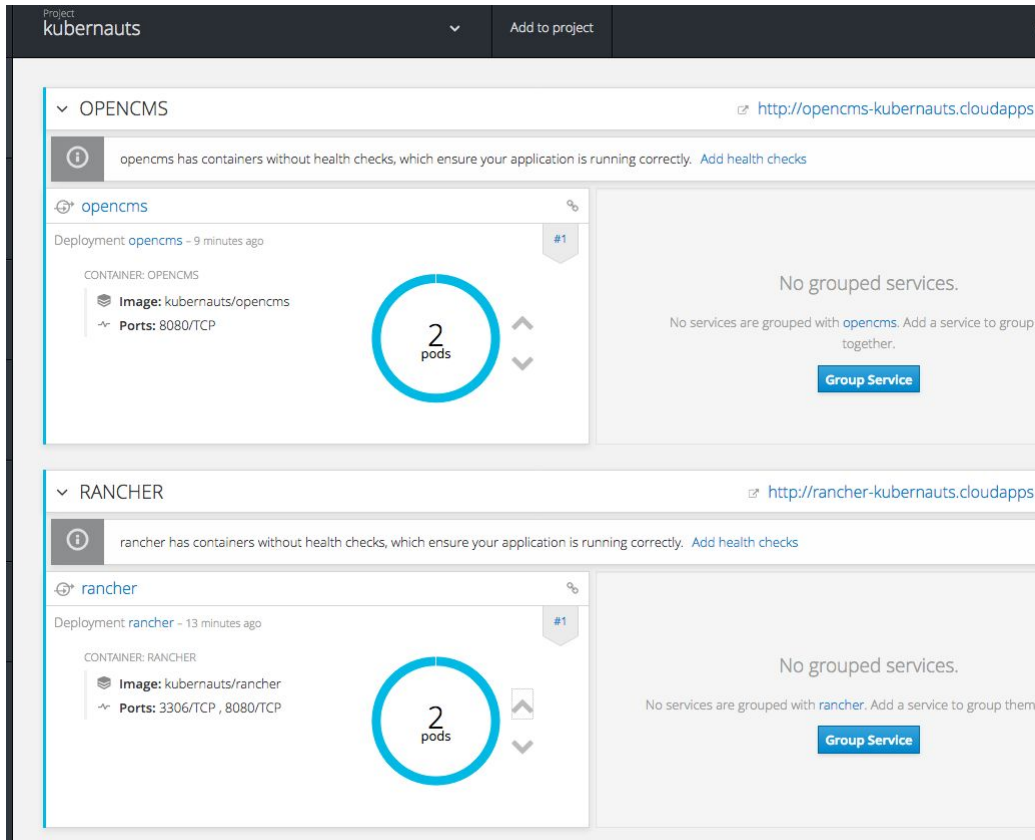 Project
kubernauts
Add to project
OPENCMS
http://opencms-kubernauts.cloudapps
opencms has containers without health checks, which ensure your application is running correctly. Add health checks
opencms
Deployment opencms – 9 minutes ago
#1
CONTAINER: OPENCMS
Image: kubernauts/opencms
Ports: 8080/TCP
2
pods
No grouped services.
No services are grouped with opencms. Add a service to group
together.
Group Service
RANCHER
http://rancher-kubernauts.cloudapps
rancher has containers without health checks, which ensure your application is running correctly. Add health checks
rancher
Deployment rancher – 13 minutes ago
#1
CONTAINER: RANCHER
Image: kubernauts/rancher
Ports: 3306/TCP , 8080/TCP
2
pods
No grouped services.
No services are grouped with rancher. Add a service to group them
Group Service